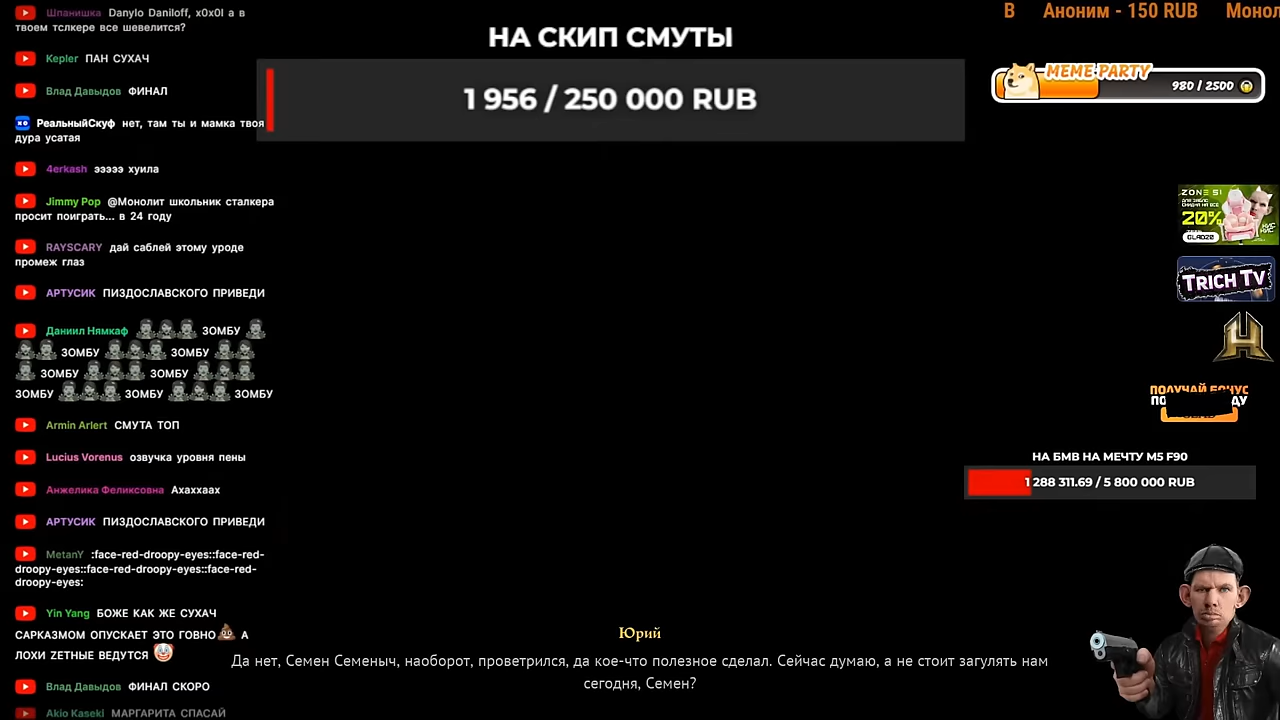 Шпанишка Danylo Daniloff, x0x0l а в
твоем тслкере все шевелится?
Kepler ПАН СУХАЧ
Влад Давыдов ФИНАЛ
РеальныйСкуф нет, там ты и мамка твоя
дура усатая
4erkash эээээ хуила
Jimmy Pop @Монолит школьник сталкера
просит поиграть... в 24 году
RAYSCARY дай саблей этому уроде
промеж глаз
АРТУСИК ПИЗДОСЛАВСКОГО ПРИВЕДИ
Даниил Нямкаф ЗОМБУ
ЗОМБУ ЗОМБУ
ЗОМБУ ЗОМБУ
ЗОМБУ ЗОМБУ ЗОМБУ
Armin Arlert СМУТА ТОП
Lucius Vorenus озвучка уровня пены
Анжелика Феликсовна Ахаххаах
АРТУСИК ПИЗДОСЛАВСКОГО ПРИВЕДИ
MetanY :face-red-droopy-eyes::face-red-
droopy-eyes::face-red-droopy-eyes::face-red-
droopy-eyes:
Yin Yang БОЖЕ КАК ЖЕ СУХАЧ
САРКАЗМОМ ОПУСКАЕТ ЭТО ГОВНО💩 А
ЛОХИ ZЕТНЫЕ ВЕДУТСЯ 🤡
Влад Давыдов ФИНАЛ СКОРО
Akio Kaseki МАРГАРИТА СПАСАЙ
НА СКИП СМУТЫ
1 956 / 250 000 RUB
В Аноним - 150 RUB Монол
MEME PARTY
980 / 2500
ZONE 51
20%
GLAD20
TRICH TV
ПОЛУЧАЙ БОНУС
НА БМВ НА МЕЧТУ M5 F90
1 288 311.69 / 5 800 000 RUB
Юрий
Да нет, Семен Семеныч, наоборот, проветрился, да кое-что полезное сделал. Сейчас думаю, а не стоит загулять нам
сегодня, Семен?